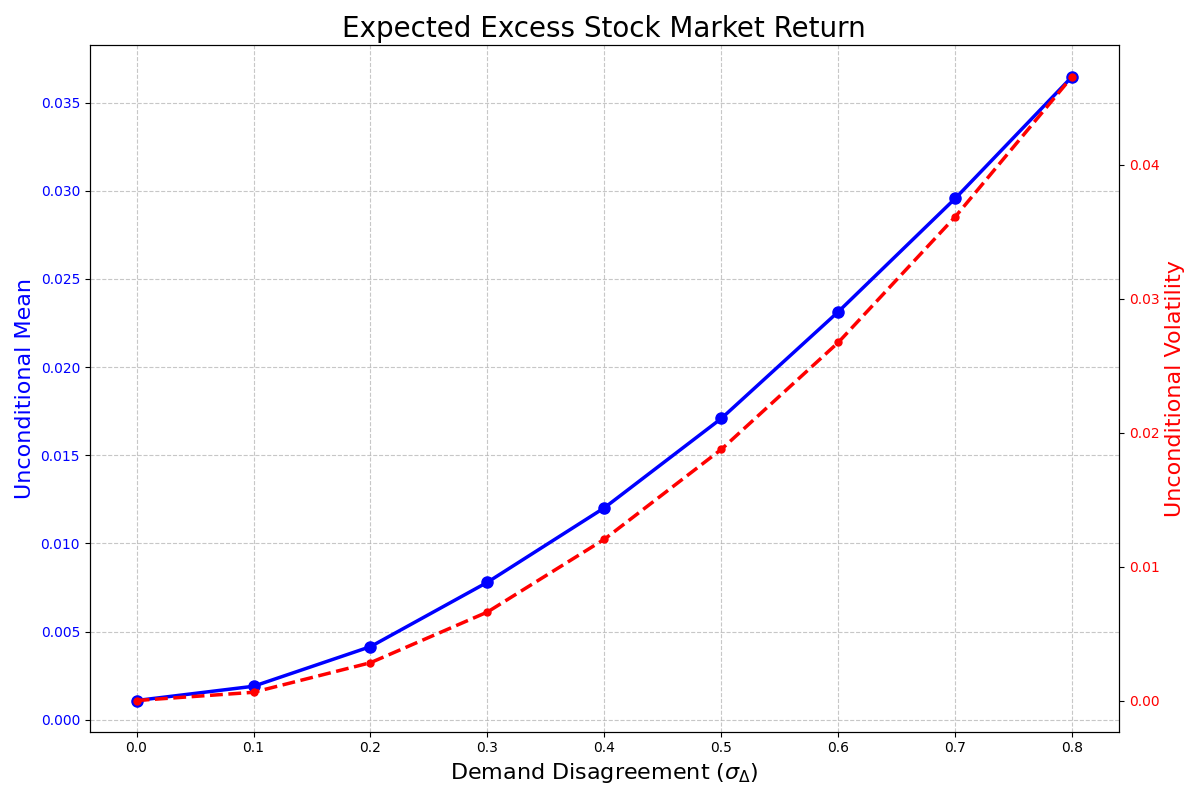 Expected Excess Stock Market Return
Unconditional Mean
0.035
0.030
0.025
0.020
0.015
0.010
0.005
0.000
0.04
0.03
0.02
0.01
0.00
Unconditional Volatility
0.0 0.1 0.2 0.3 0.4 0.5 0.6 0.7 0.8
Demand Disagreement (σΔ)